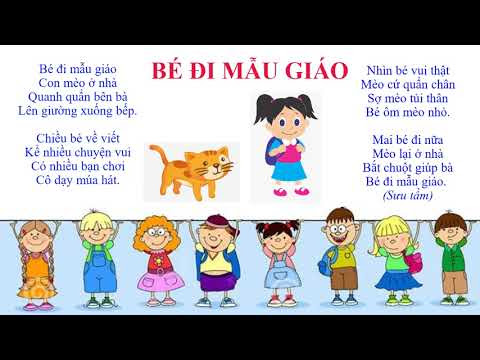 BÉ ĐI MẪU GIÁO
Bé đi mẫu giáo
Con mèo ở nhà
Quanh quẩn bên bà
Lên giường xuống bếp.
Chiều bé về viết
Kể nhiều chuyện vui
Có nhiều bạn chơi
Cô dạy múa hát.
Nhìn bé vui thật
Mèo cứ quẩn chân
Sợ mèo tủi thân
Bé ôm mèo nhỏ.
Mai bé đi nữa
Mèo lại ở nhà
Bắt chuột giúp bà
Bé đi mẫu giáo.
(Sưu tầm)